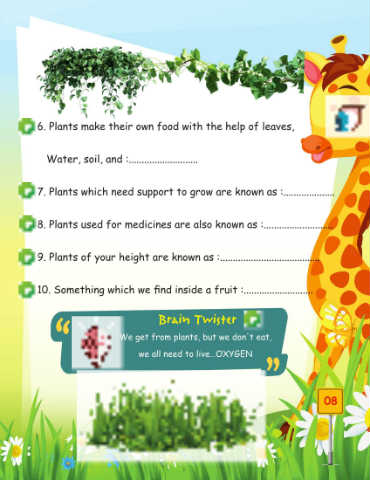 6. Plants make their own food with the help of leaves,
Water, soil, and :...........................
7. Plants which need support to grow are known as :....................
8. Plants used for medicines are also known as :...........................
9. Plants of your height are known as :.......................................
10. Something which we find inside a fruit :...........................
Brain Twister
We get from plants, but we don't eat,
we all need to live..OXYGEN
08